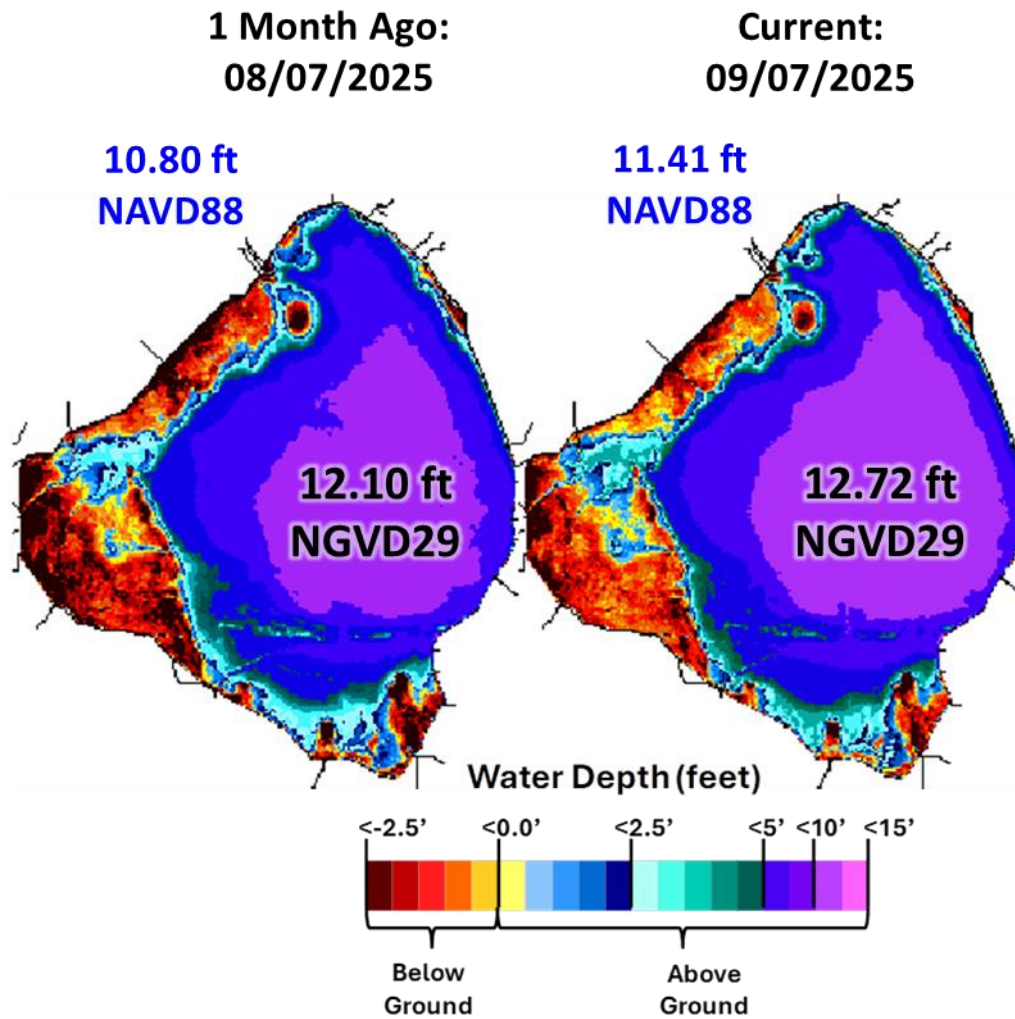 1 Month Ago:
08/07/2025
Current:
09/07/2025
10.80 ft
NAVD88
11.41 ft
NAVD88
12.10 ft
NGVD29
12.72 ft
NGVD29
Water Depth (feet)
<-2.5’ <0.0’ <2.5’ <5’ <10’ <15’
Below
Ground
Above
Ground